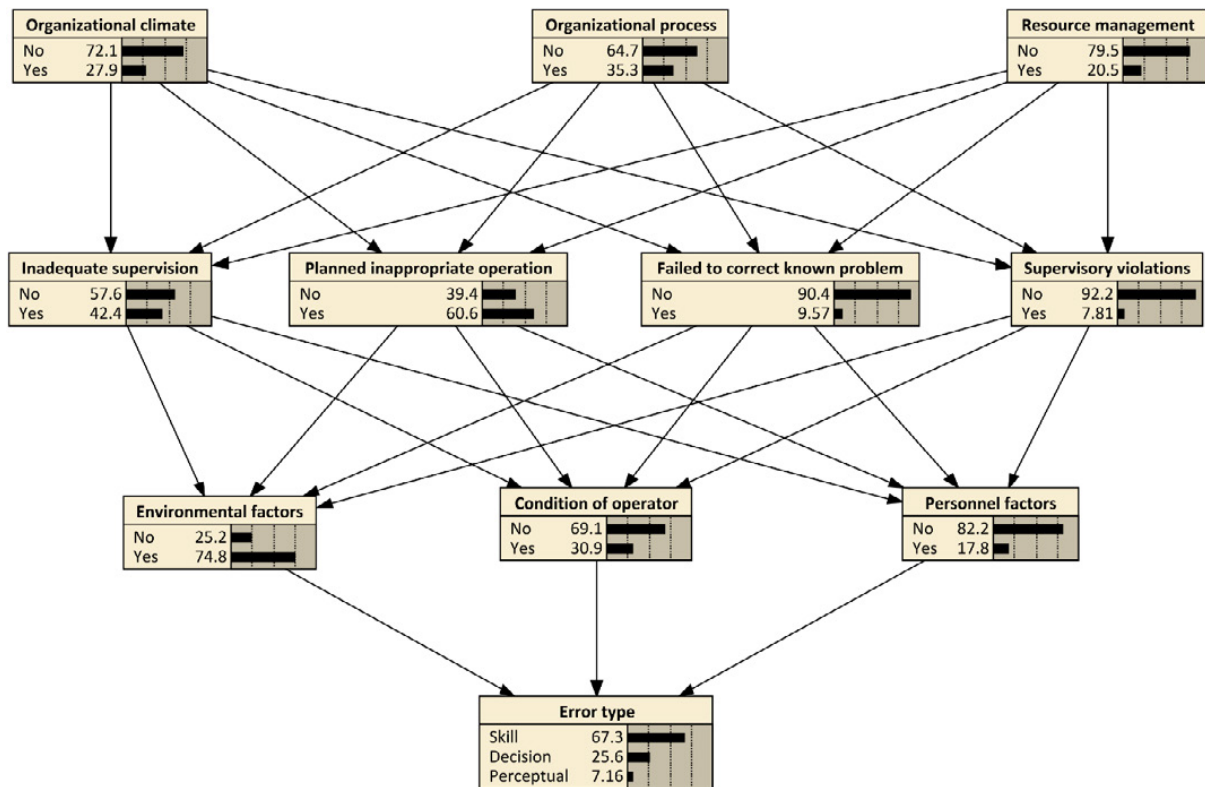 Organizational climate
No 72.1
Yes 27.9
Organizational process
No 64.7
Yes 35.3
Resource management
No 79.5
Yes 20.5
Inadequate supervision
No 57.6
Yes 42.4
Planned inappropriate operation
No 39.4
Yes 60.6
Failed to correct known problem
No 90.4
Yes 9.57
Supervisory violations
No 92.2
Yes 7.81
Environmental factors
No 25.2
Yes 74.8
Condition of operator
No 69.1
Yes 30.9
Personnel factors
No 82.2
Yes 17.8
Error type
Skill 67.3
Decision 25.6
Perceptual 7.16